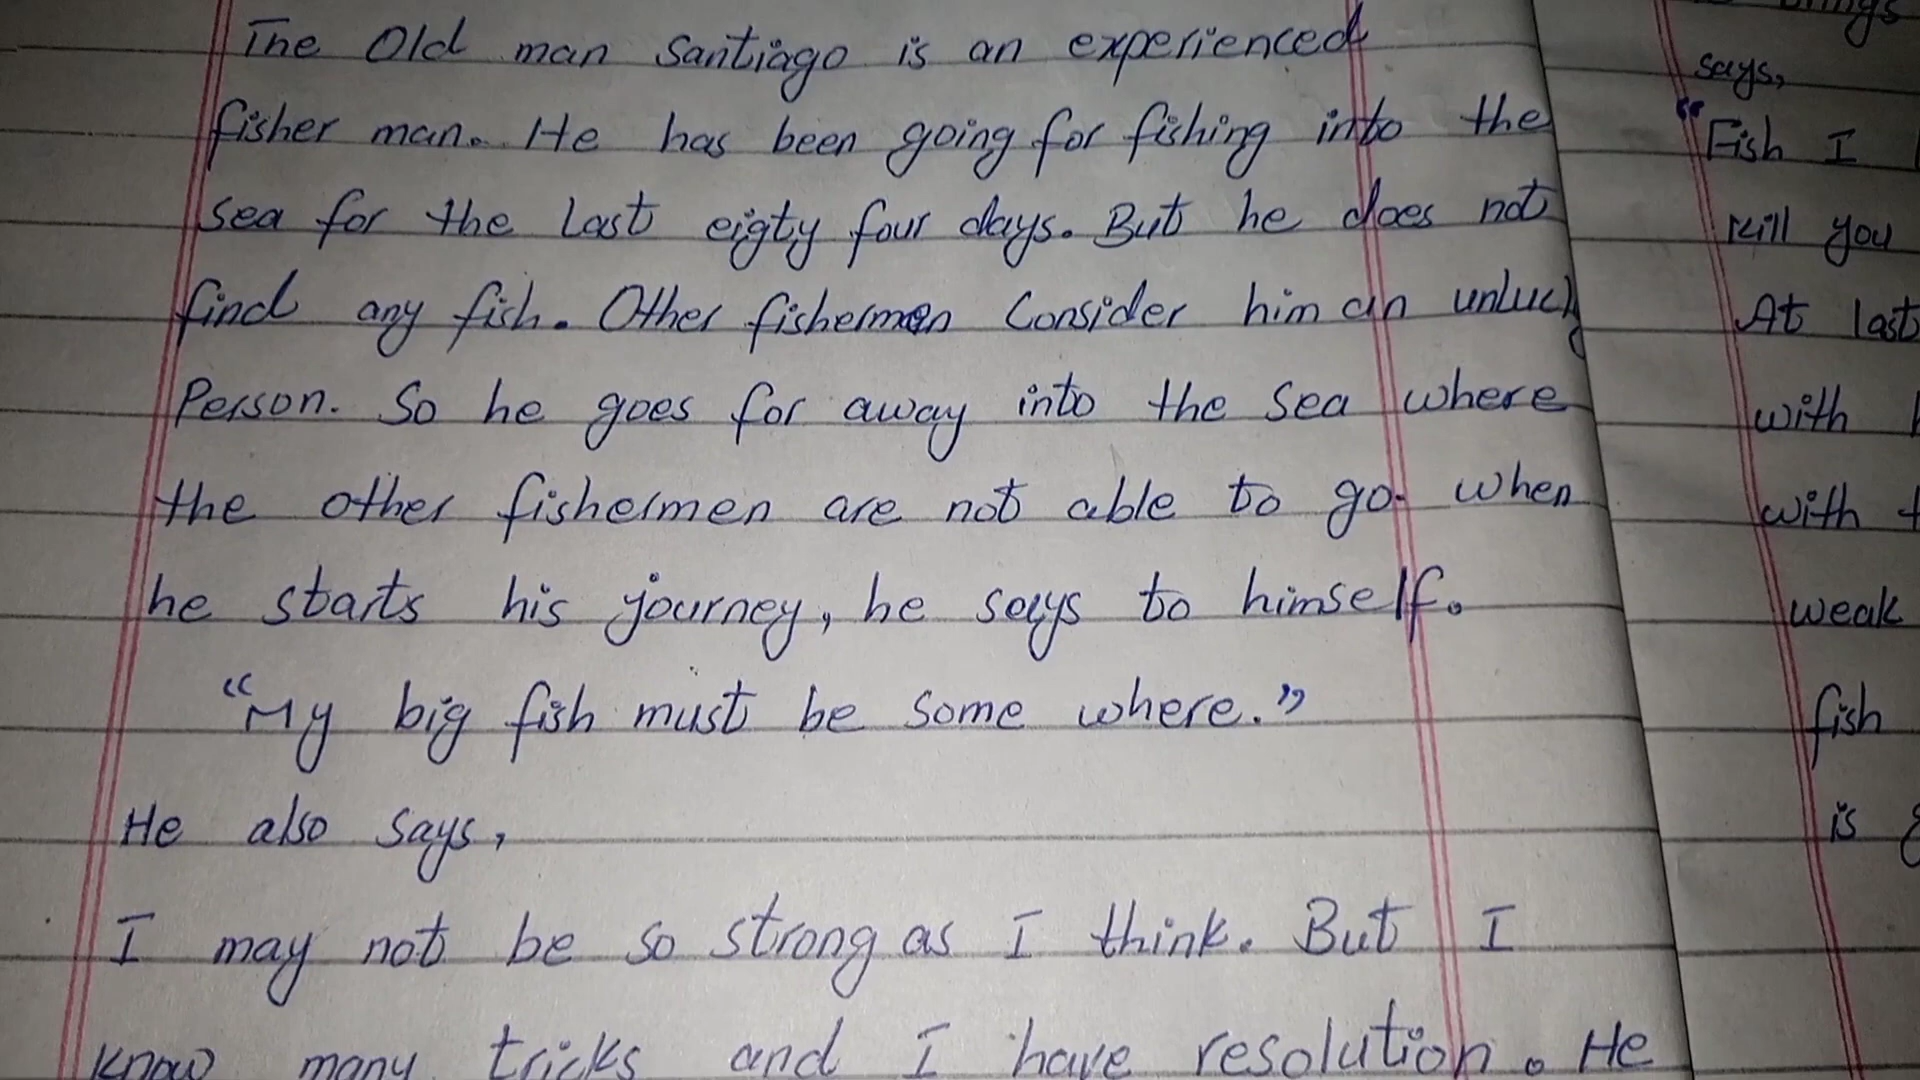 The Old man Santiago is an experienced
fisher man. He has been going for fishing into the
sea for the last eigty four days. But he does not
find any fish. Other fishermen Consider him an unlucky
Person. So he goes for away into the sea where
the other fishermen are not able to go. when
he starts his journey, he says to himself.
"My big fish must be some where."
He also says,
I may not be so strong as I think. But I
know many tricks and I have resolution. He
says,
"Fish I
kill you
At last
with
with
weak
fish
is